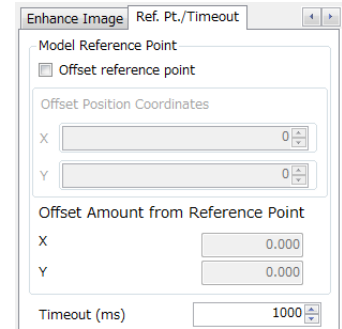 Enhance Image Ref. Pt./Timeout
Model Reference Point
Offset reference point
Offset Position Coordinates
X 0
Y 0
Offset Amount from Reference Point
X 0.000
Y 0.000
Timeout (ms) 1000